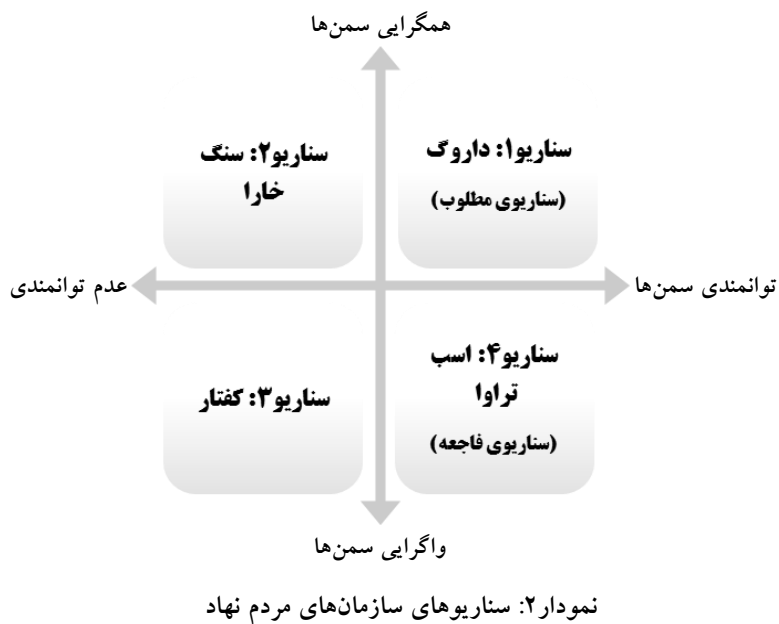 همگرایی سمن‌ها
سناریو۱: داروگ
(سناریوی مطلوب)
سناریو۲: سنگ
خارا
توانمندی سمن‌ها
عدم توانمندی
سناریو۴: اسب
تراوا
(سناریوی فاجعه)
سناریو۳: کفتار
واگرایی سمن‌ها
نمودار۲: سناریوهای سازمان‌های مردم نهاد